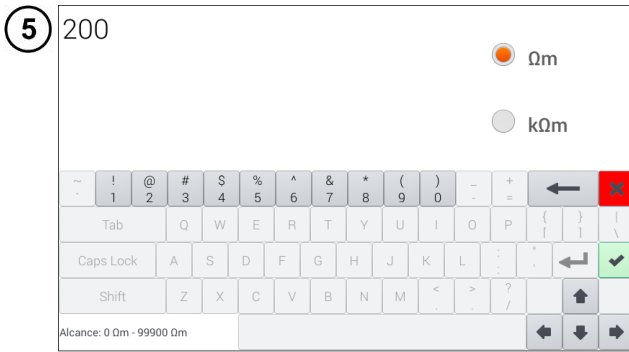 5
200
Ωm
kΩm
~ ! @ # $ % ^ & * ( ) _ +
` 1 2 3 4 5 6 7 8 9 0 - =
Tab Q W E R T Y U I O P { } |
[ ] \
Caps Lock A S D F G H J K L : "
; '
Shift Z X C V B N M < > ?
, . /
Alcance: 0 Ωm - 99900 Ωm